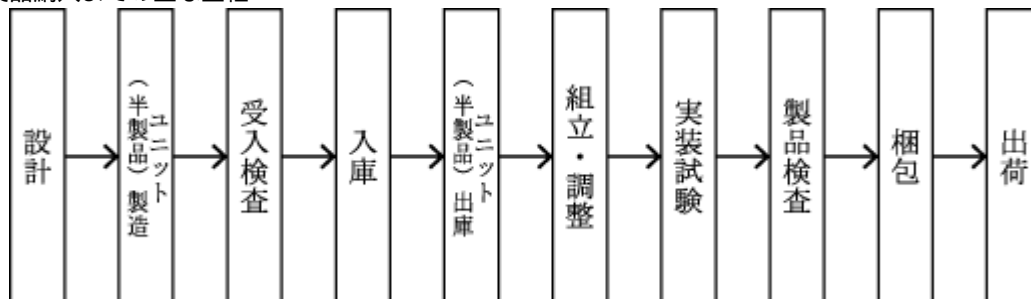 設計
ユニット
（半製品）製造
受入検査
入庫
ユニット
（半製品）出庫
組立・調整
実装試験
製品検査
梱包
出荷